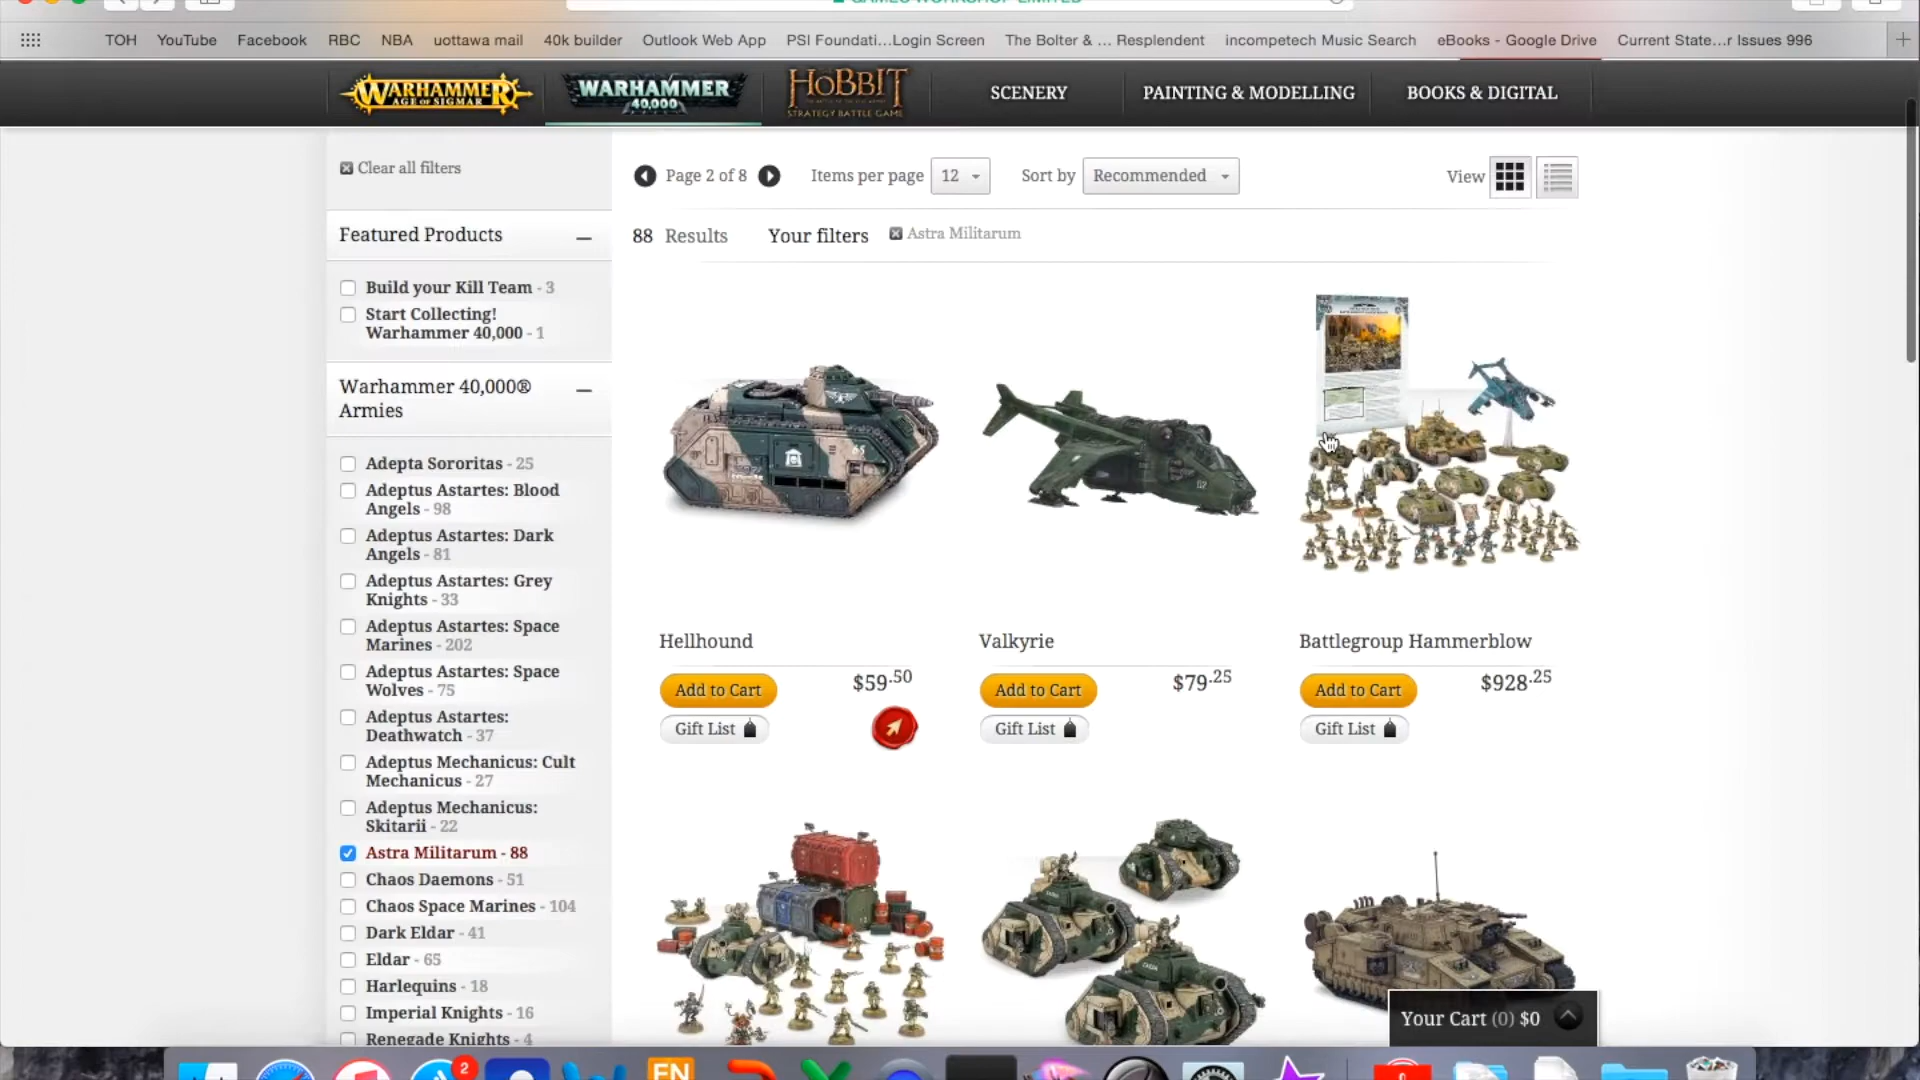 GAMES WORKSHOP LIMITED
TOH YouTube Facebook RBC NBA uottawa mail 40k builder Outlook Web App PSI Foundati...Login Screen The Bolter & ... Resplendent incompetech Music Search eBooks - Google Drive Current State...r Issues 996
WARHAMMER AGE OF SIGMAR
WARHAMMER 40,000
HOBBIT STRATEGY BATTLE GAME
SCENERY PAINTING & MODELLING BOOKS & DIGITAL
Clear all filters
Page 2 of 8 Items per page 12 Sort by Recommended View
88 Results Your filters Astra Militarum
Featured Products
Build your Kill Team - 3
Start Collecting!
Warhammer 40,000 - 1
Warhammer 40,000®
Armies
Adepta Sororitas - 25
Adeptus Astartes: Blood
Angels - 98
Adeptus Astartes: Dark
Angels - 81
Adeptus Astartes: Grey
Knights - 33
Adeptus Astartes: Space
Marines - 202
Adeptus Astartes: Space
Wolves - 75
Adeptus Astartes:
Deathwatch - 37
Adeptus Mechanicus: Cult
Mechanicus - 27
Adeptus Mechanicus:
Skitarii - 22
Astra Militarum - 88
Chaos Daemons - 51
Chaos Space Marines - 104
Dark Eldar - 41
Eldar - 65
Harlequins - 18
Imperial Knights - 16
Renegade Knights - 4
Hellhound
Add to Cart $59.50
Gift List
Valkyrie
Add to Cart $79.25
Gift List
Battlegroup Hammerblow
Add to Cart $928.25
Gift List
Your Cart (0) $0
2
EN